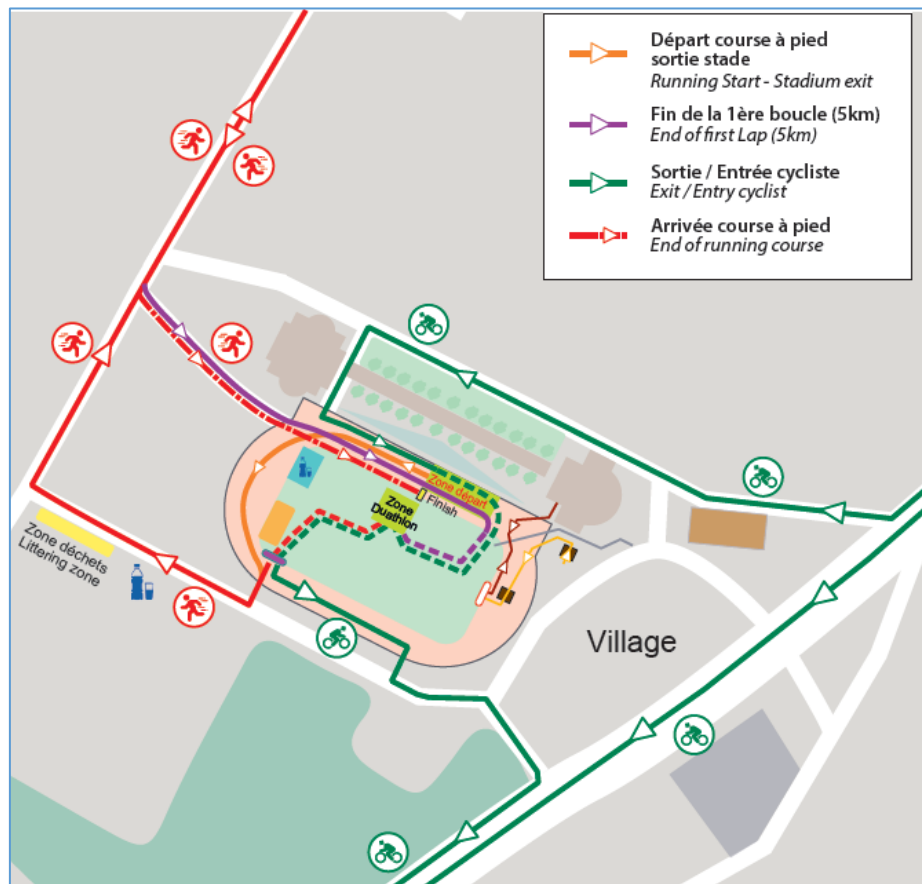 Départ course à pied
sortie stade
Running Start - Stadium exit
Fin de la 1ère boucle (5km)
End of first Lap (5km)
Sortie / Entrée cycliste
Exit / Entry cyclist
Arrivée course à pied
End of running course
Zone départ
Finish
Zone
Duathlon
Zone déchets
Littering zone
Village